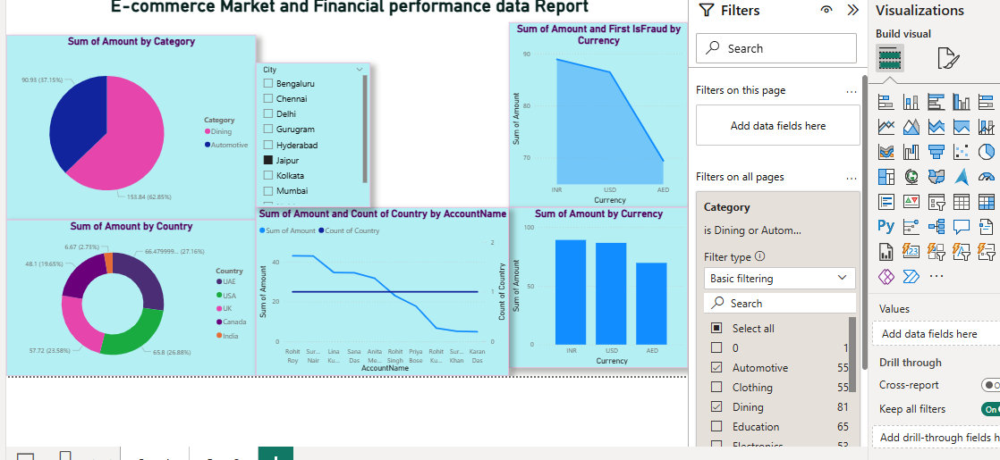 E-commerce Market and Financial performance data Report
Sum of Amount by Category
90.93 (37.15%)
153.84 (62.85%)
Category
Dining
Automotive
City
Bengaluru
Chennai
Delhi
Gurugram
Hyderabad
Jaipur
Kolkata
Mumbai
Sum of Amount and First IsFraud by
Currency
Sum of Amount
90
80
70
INR USD AED
Currency
Sum of Amount by Country
6.67 (2.73%)
66.479999... (27.16%)
48.1 (19.65%)
57.72 (23.58%)
65.8 (26.88%)
Country
UAE
USA
UK
Canada
India
Sum of Amount and Count of Country by AccountName
Sum of Amount Count of Country
Sum of Amount
40
20
0
2
1
0
Count of Country
Rohit Sur... Lina Sana Anita Rohit Priya Rohit Sur... Karan
Roy Nair Ku... Das Me... Singh Bose Ku... Khan Das
AccountName
Sum of Amount by Currency
Sum of Amount
100
50
0
INR USD AED
Currency
Filters
Search
Filters on this page
...
Add data fields here
Filters on all pages
...
Category
is Dining or Autom...
Filter type
Basic filtering
Search
Select all
0 1
Automotive 55
Clothing 55
Dining 81
Education 65
Electronics 53
Visualizations
Build visual
Py
123
...
Values
Add data fields here
Drill through
Cross-report
Keep all filters On
Add drill-through fields h